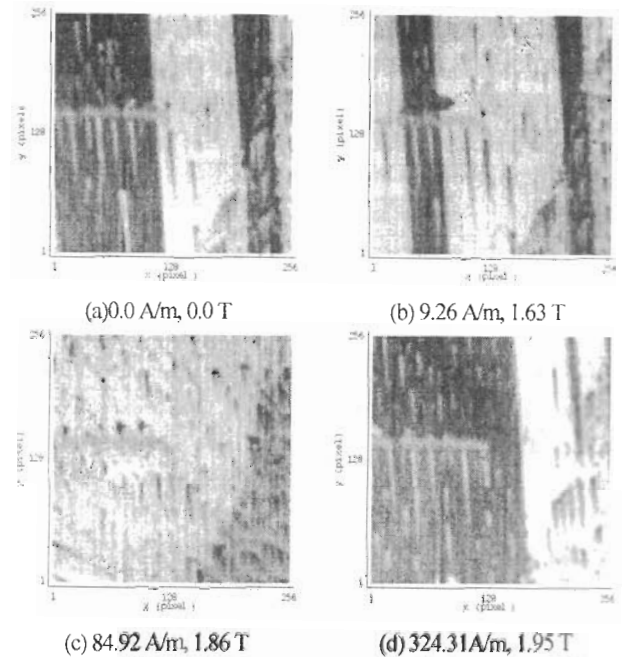 256
y (pixel)
128
1
1
128
256
x (pixel)
(a)0.0 A/m, 0.0 T
256
y (pixel)
128
1
1
128
254
x (pixel)
(b) 9.26 A/m, 1.63 T
256
y (pixel)
128
1
1
128
256
x (pixel)
(c) 84.92 A/m, 1.86 T
256
y (pixel)
128
1
1
128
256
x (pixel)
(d) 324.31A/m, 1.95 T